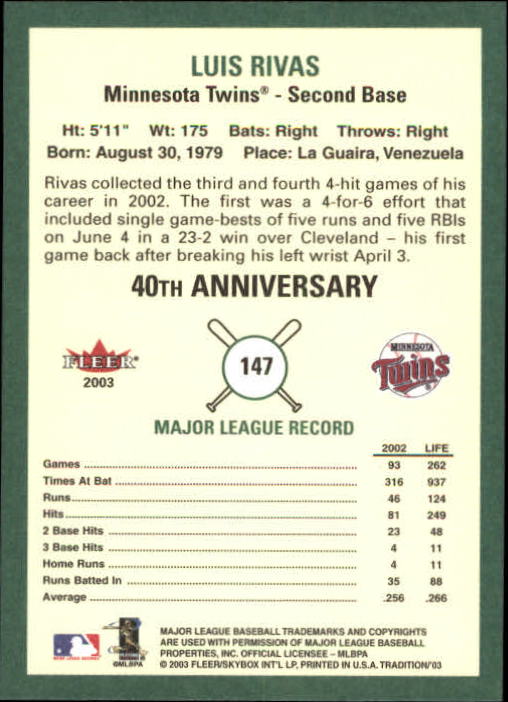 LUIS RIVAS
Minnesota Twins® - Second Base
Ht: 5'11" Wt: 175 Bats: Right Throws: Right
Born: August 30, 1979 Place: La Guaira, Venezuela
Rivas collected the third and fourth 4-hit games of his
career in 2002. The first was a 4-for-6 effort that
included single game-bests of five runs and five RBIs
on June 4 in a 23-2 win over Cleveland – his first
game back after breaking his left wrist April 3.
40TH ANNIVERSARY
FLEER®
2003
147
MINNESOTA
Twins
MAJOR LEAGUE RECORD
2002 LIFE
Games 93 262
Times At Bat 316 937
Runs 46 124
Hits 81 249
2 Base Hits 23 48
3 Base Hits 4 11
Home Runs 4 11
Runs Batted In 35 88
Average .256 .266
©MLBPA
MAJOR LEAGUE BASEBALL TRADEMARKS AND COPYRIGHTS
ARE USED WITH PERMISSION OF MAJOR LEAGUE BASEBALL
PROPERTIES, INC. OFFICIAL LICENSEE - MLBPA
© 2003 FLEER/SKYBOX INT'L LP, PRINTED IN U.S.A. TRADITION/'03